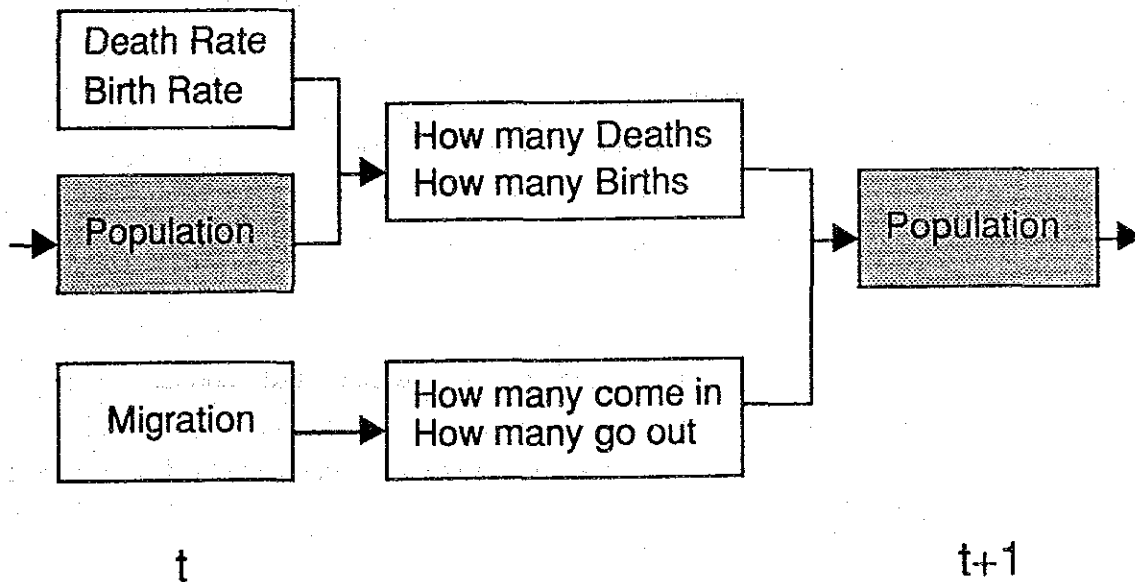 Death Rate
Birth Rate
How many Deaths
How many Births
Population
Population
Migration
How many come in
How many go out
t
t+1